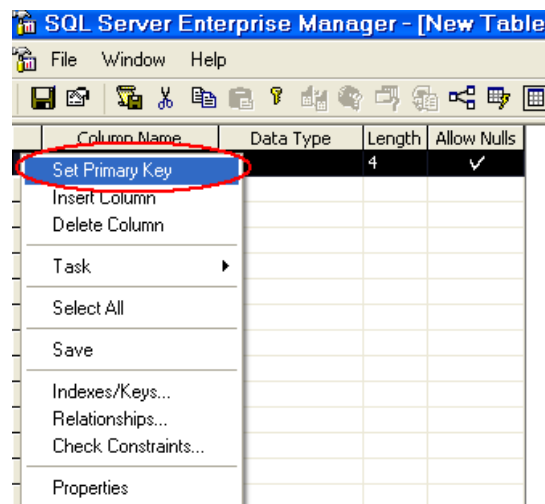 SQL Server Enterprise Manager - [New Table
File Window Help
Column Name Data Type Length Allow Nulls
Set Primary Key 4
Insert Column
Delete Column
Task
Select All
Save
Indexes/Keys...
Relationships...
Check Constraints...
Properties